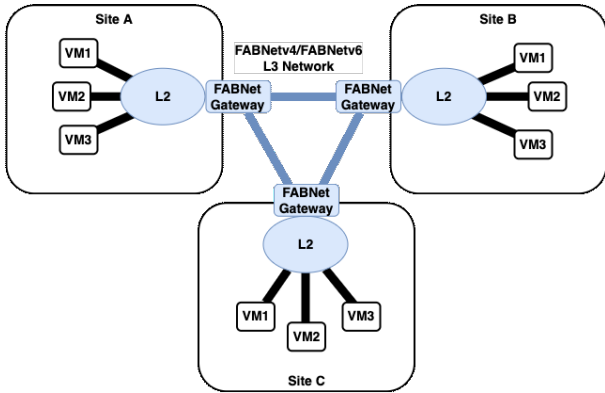 Site A
VM1
VM2
VM3
L2
FABNet
Gateway
FABNetv4/FABNetv6
L3 Network
FABNet
Gateway
Site B
L2
VM1
VM2
VM3
FABNet
Gateway
L2
VM1
VM2
VM3
Site C